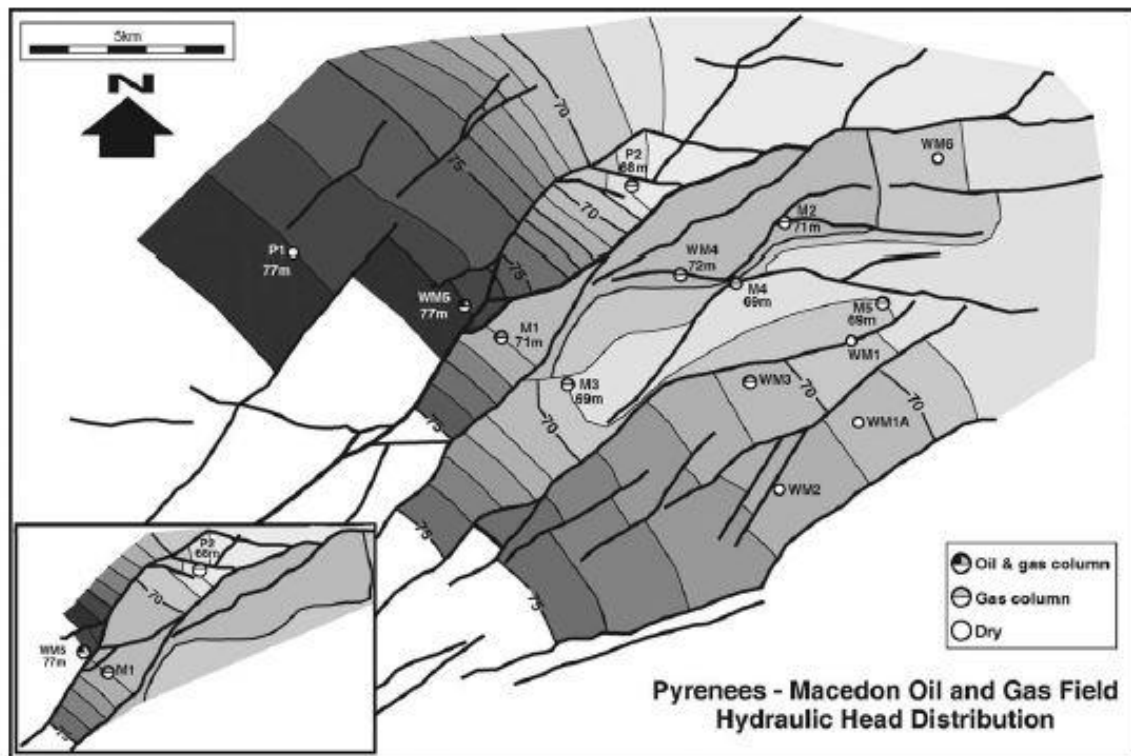 5km
N
70
75
P2
68m
WM6
70
P1
77m
75
M2
71m
WM4
72m
M4
69m
WM5
77m
M1
71m
M5
69m
WM1
M3
69m
WM3
70
70
WM1A
75
WM2
75
75
P2
68m
70
WM5
77m
M1
75
Oil & gas column
Gas column
Dry
Pyrenees - Macedon Oil and Gas Field
Hydraulic Head Distribution